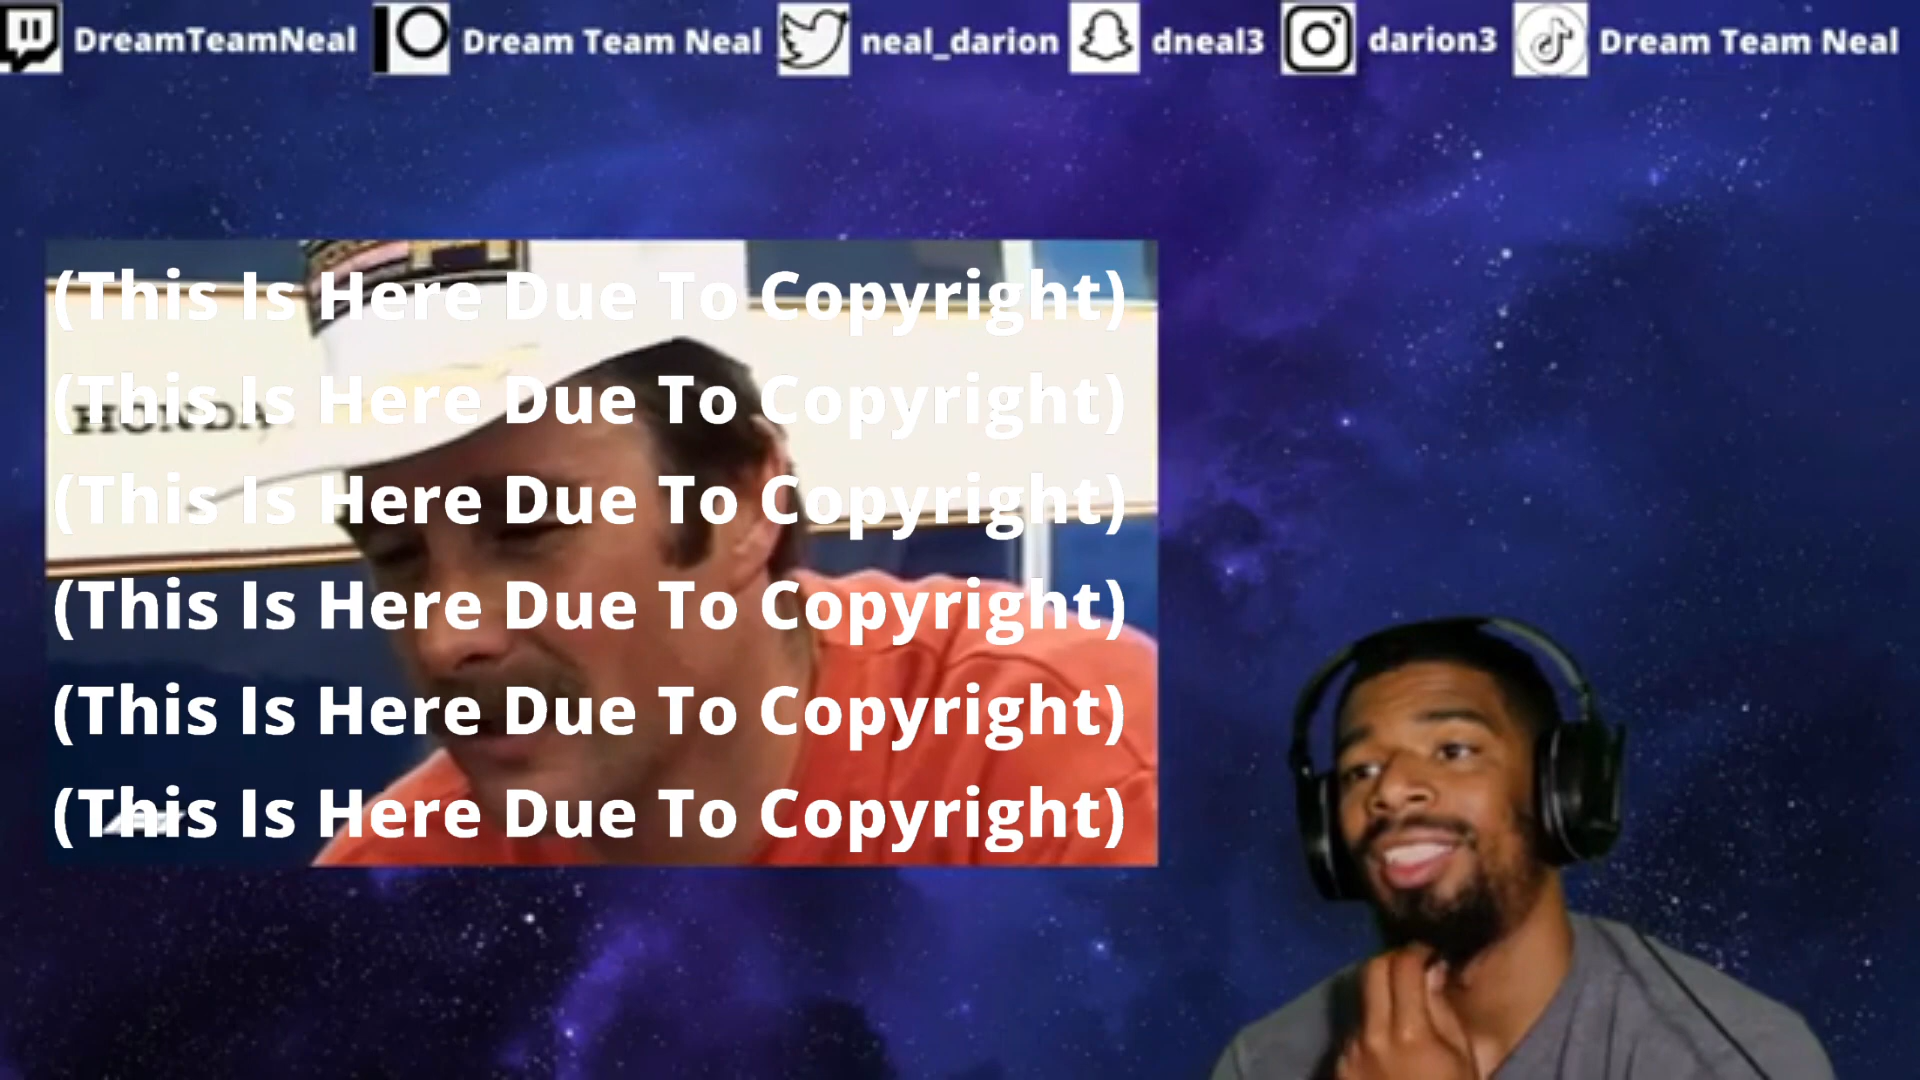 DreamTeamNeal Dream Team Neal neal_darion dneal3 darion3 Dream Team Neal
(This Is Here Due To Copyright)
(This Is Here Due To Copyright)
HONDA
(This Is Here Due To Copyright)
(This Is Here Due To Copyright)
(This Is Here Due To Copyright)
(This Is Here Due To Copyright)